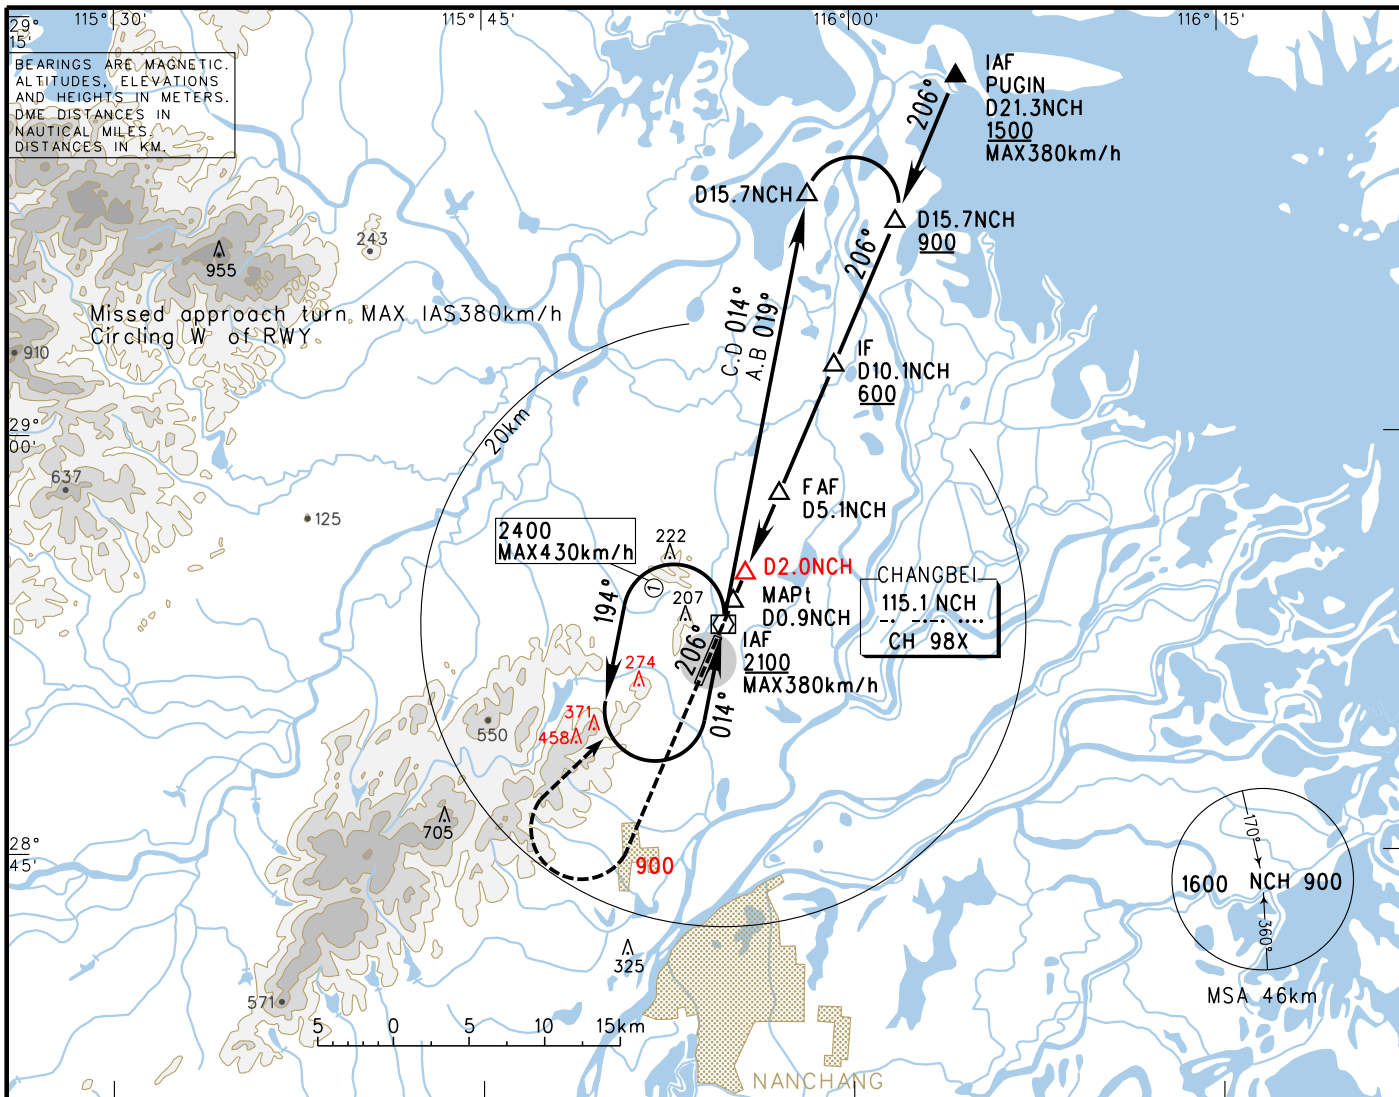 115°30'
115°45'
116°00'
116°15'
29°
15'
BEARINGS ARE MAGNETIC.
ALTITUDES, ELEVATIONS
AND HEIGHTS IN METERS.
DME DISTANCES IN
NAUTICAL MILES.
DISTANCES IN KM.
IAF
PUGIN
D21.3NCH
1500
MAX380km/h
206°
D15.7NCH
D15.7NCH
900
206°
243
955
800
500
Missed approach turn MAX IAS380km/h
Circling W of RWY
910
C.D 014°
A.B 019°
IF
D10.1NCH
600
20km
29°
00'
637
125
FAF
D5.1NCH
2400
MAX430km/h
222
1
D2.0NCH
MAPt
D0.9NCH
CHANGBEI
115.1 NCH
-. -.-. ....
CH 98X
194°
207
206°
IAF
2100
MAX380km/h
274
371
458
550
014°
705
28°
45'
900
170°
1600 NCH 900
360°
MSA 46km
325
571
5 0 5 10 15km
NANCHANG